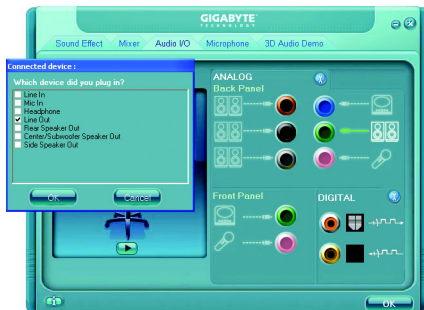 GIGABYTE
TECHNOLOGY
Sound Effect Mixer Audio I/O Microphone 3D Audio Demo
Connected device :
Which device did you plug in?
Line In
Mic In
Headphone
Line Out
Rear Speaker Out
Center/Subwoofer Speaker Out
Side Speaker Out
OK Cancel
ANALOG
Back Panel
Front Panel
DIGITAL
OK